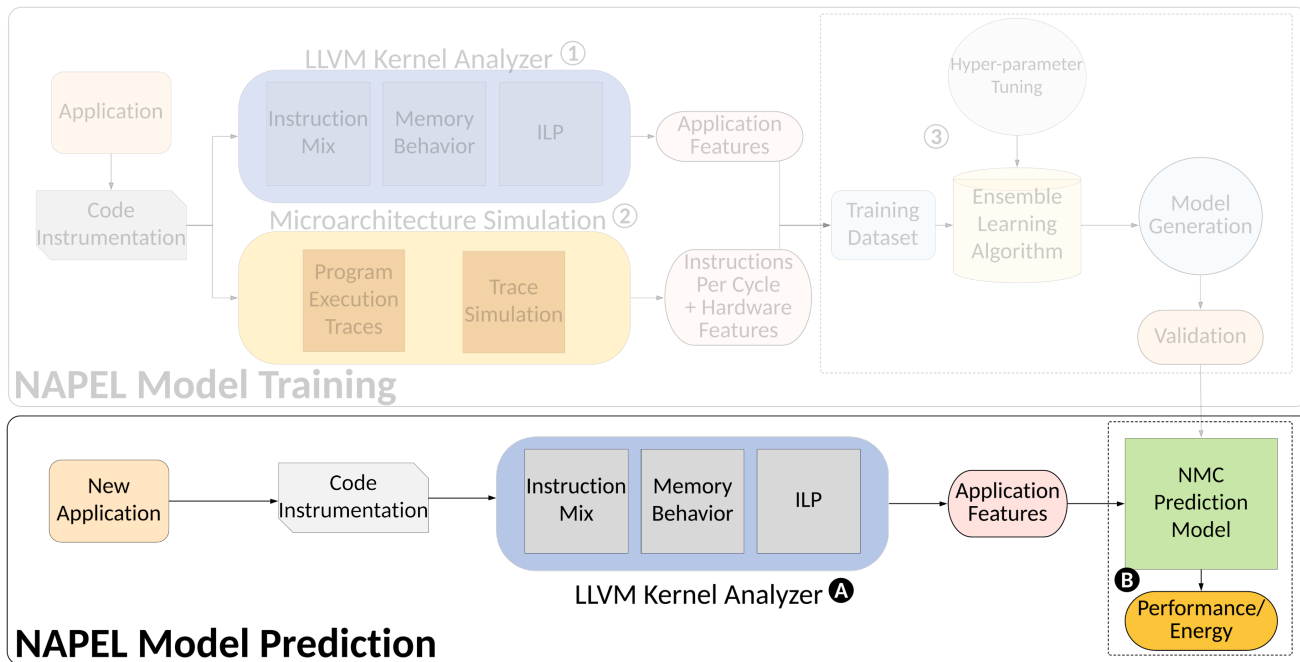 LLVM Kernel Analyzer ①
Application
Instruction
Mix
Memory
Behavior
ILP
Application
Features
Code
Instrumentation
Microarchitecture Simulation ②
Program
Execution
Traces
Trace
Simulation
Instructions
Per Cycle
+ Hardware
Features
Hyper-parameter
Tuning
③
Training
Dataset
Ensemble
Learning
Algorithm
Model
Generation
Validation
NAPEL Model Training
New
Application
Code
Instrumentation
Instruction
Mix
Memory
Behavior
ILP
LLVM Kernel Analyzer A
Application
Features
NMC
Prediction
Model
B
Performance/
Energy
NAPEL Model Prediction